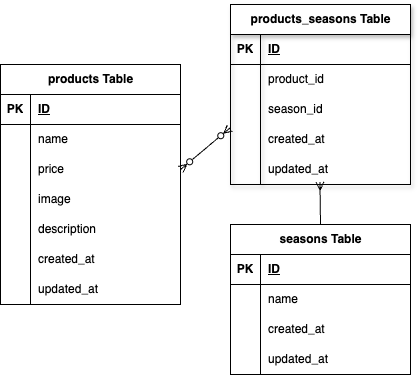 products_seasons Table
PK ID
product_id
season_id
created_at
updated_at
products Table
PK ID
name
price
image
description
created_at
updated_at
seasons Table
PK ID
name
created_at
updated_at